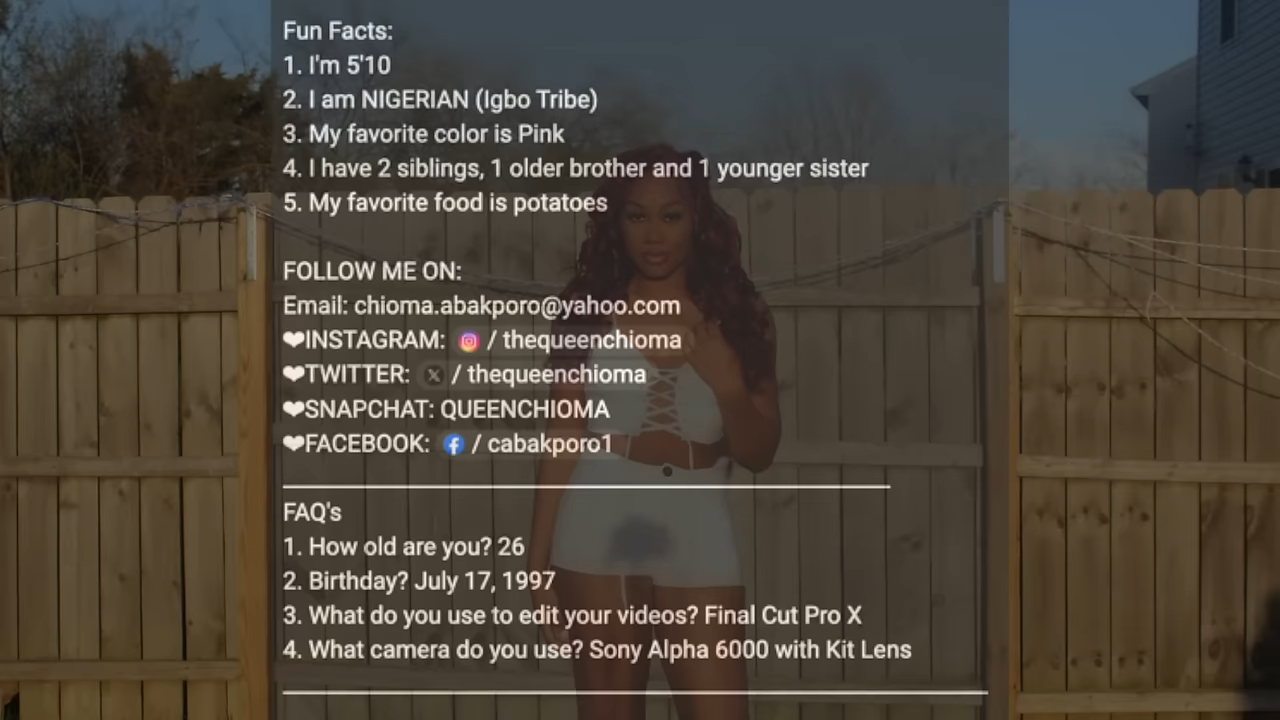 Fun Facts:
1. I'm 5'10
2. I am NIGERIAN (Igbo Tribe)
3. My favorite color is Pink
4. I have 2 siblings, 1 older brother and 1 younger sister
5. My favorite food is potatoes
FOLLOW ME ON:
Email: chioma.abakporo@yahoo.com
❤INSTAGRAM: / thequeenchioma
❤TWITTER: X / thequeenchioma
❤SNAPCHAT: QUEENCHIOMA
❤FACEBOOK: f / cabakporo1
FAQ's
1. How old are you? 26
2. Birthday? July 17, 1997
3. What do you use to edit your videos? Final Cut Pro X
4. What camera do you use? Sony Alpha 6000 with Kit Lens